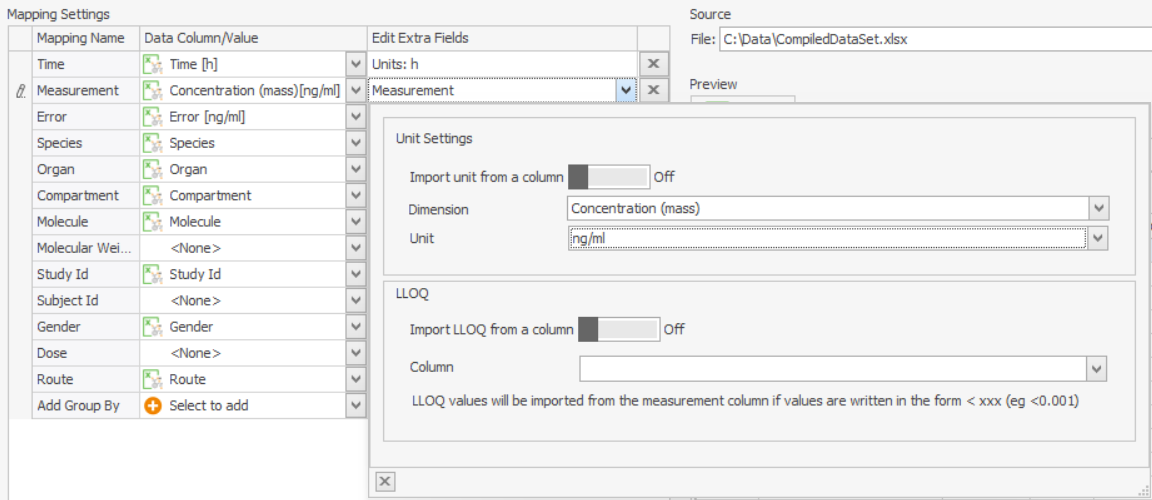 Mapping Settings
Mapping Name Data Column/Value Edit Extra Fields
Time Time [h] Units: h
Measurement Concentration (mass)[ng/ml] Measurement
Error Error [ng/ml]
Species Species
Organ Organ
Compartment Compartment
Molecule Molecule
Molecular Wei... <None>
Study Id Study Id
Subject Id <None>
Gender Gender
Dose <None>
Route Route
Add Group By Select to add
Source
File: C:\Data\CompiledDataSet.xlsx
Preview
Unit Settings
Import unit from a column Off
Dimension Concentration (mass)
Unit ng/ml
LLOQ
Import LLOQ from a column Off
Column
LLOQ values will be imported from the measurement column if values are written in the form < xxx (eg <0.001)